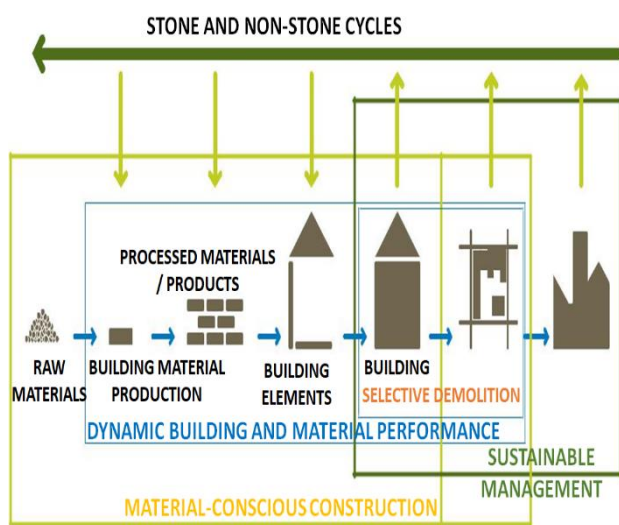 STONE AND NON-STONE CYCLES
PROCESSED MATERIALS
/ PRODUCTS
RAW
MATERIALS
BUILDING MATERIAL
PRODUCTION
BUILDING
ELEMENTS
BUILDING
SELECTIVE DEMOLITION
DYNAMIC BUILDING AND MATERIAL PERFORMANCE
SUSTAINABLE
MANAGEMENT
MATERIAL-CONSCIOUS CONSTRUCTION